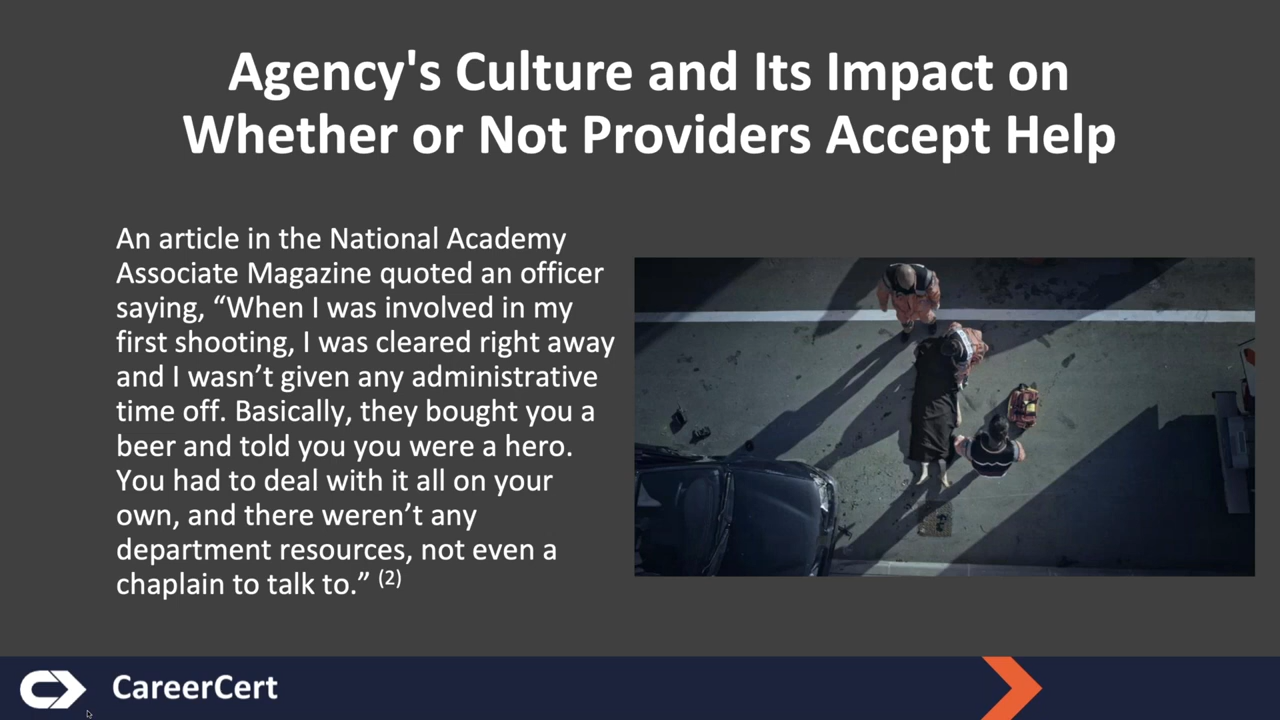 Agency's Culture and Its Impact on
Whether or Not Providers Accept Help
An article in the National Academy
Associate Magazine quoted an officer
saying, “When I was involved in my
first shooting, I was cleared right away
and I wasn’t given any administrative
time off. Basically, they bought you a
beer and told you you were a hero.
You had to deal with it all on your
own, and there weren’t any
department resources, not even a
chaplain to talk to.” (2)
CareerCert